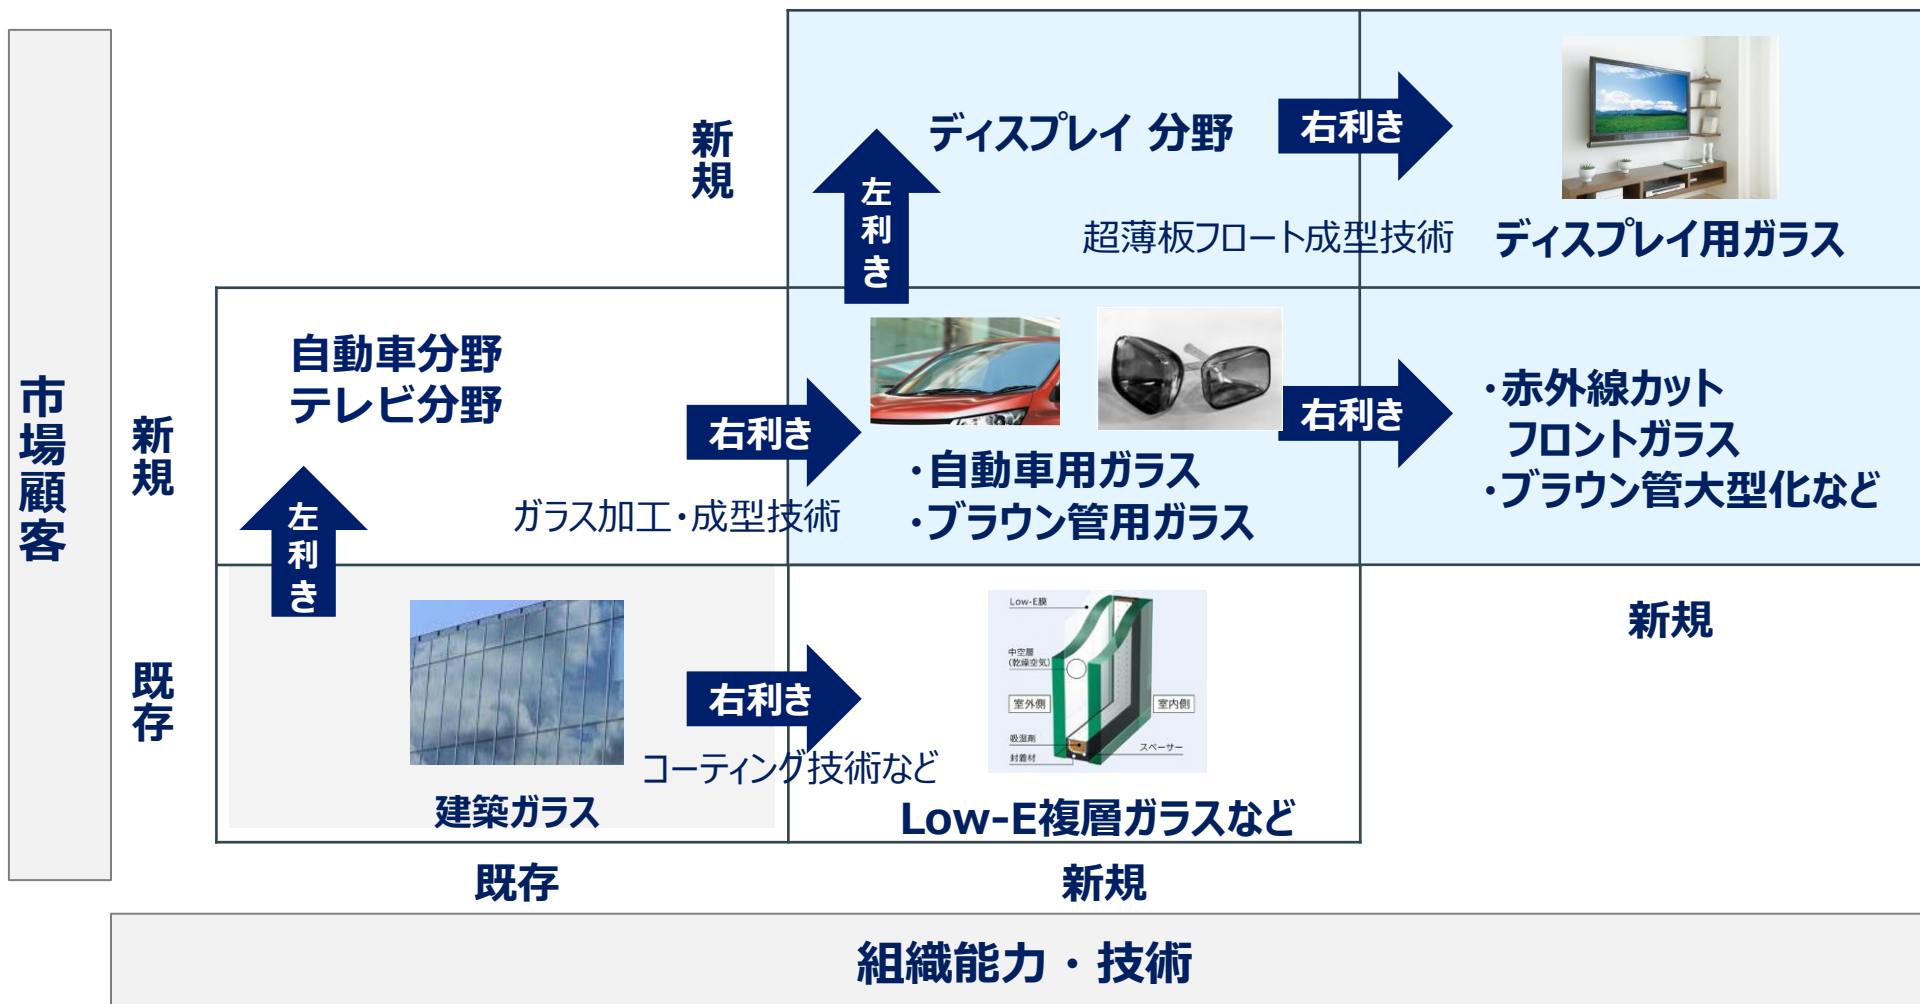 新規
ディスプレイ 分野
右利き
左利き
超薄板フロート成型技術
ディスプレイ用ガラス
市場顧客
新規
自動車分野
テレビ分野
右利き
左利き
ガラス加工・成型技術
・自動車用ガラス
・ブラウン管用ガラス
右利き
・赤外線カット
フロントガラス
・ブラウン管大型化など
既存
建築ガラス
右利き
コーティング技術など
Low-E膜
中空層
(乾燥空気)
室外側
室内側
吸湿剤
スペーサー
封着材
Low-E複層ガラスなど
新規
既存
新規
組織能力・技術